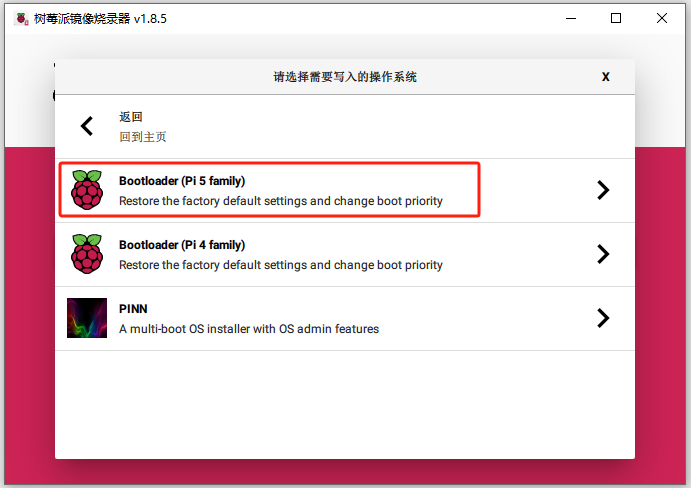 树莓派镜像烧录器 v1.8.5
请选择需要写入的操作系统
X
返回
回到主页
Bootloader (Pi 5 family)
Restore the factory default settings and change boot priority
Bootloader (Pi 4 family)
Restore the factory default settings and change boot priority
PINN
A multi-boot OS installer with OS admin features